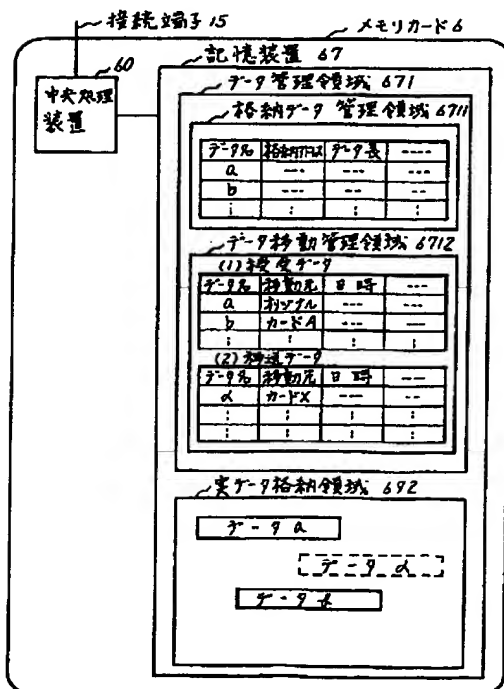 接続端子 15
メモリカード 6
60
中央処理
装置
記憶装置 67
データ管理領域 671
格納データ 管理領域 6711
データ名 格納アドレス データ長 ----
a --- --- ---
b --- -- --
⋮ ⋮ ⋮ ⋮
データ移動管理領域 6712
(1) 授受データ
データ名 移動元 日時 ---
a オリジナル --- ---
b カードA --- ---
⋮ ⋮ ⋮ ⋮
(2) 移送データ
データ名 移動先 日時 ---
α カードX --- --
⋮ ⋮ ⋮ ⋮
⋮ ⋮ ⋮ ⋮
実データ格納領域 692
データ a
データ α
データ b